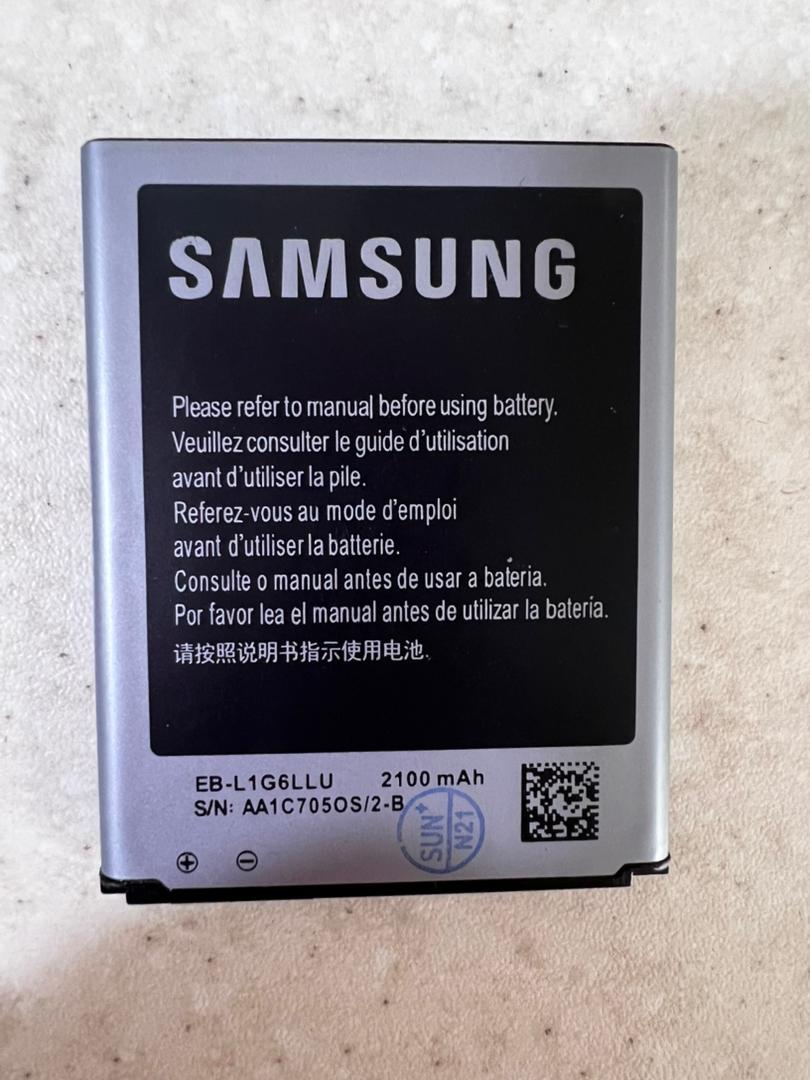 SAMSUNG
Please refer to manual before using battery.
Veuillez consulter le guide d'utilisation
avant d'utiliser la pile.
Referez-vous au mode d'emploi
avant d'utiliser la batterie.
Consulte o manual antes de usar a bateria.
Por favor lea el manual antes de utilizar la batería.
请按照说明书指示使用电池.
EB-L1G6LLU 2100 mAh
S/N: AA1C705OS/2-B
SUN+
N21